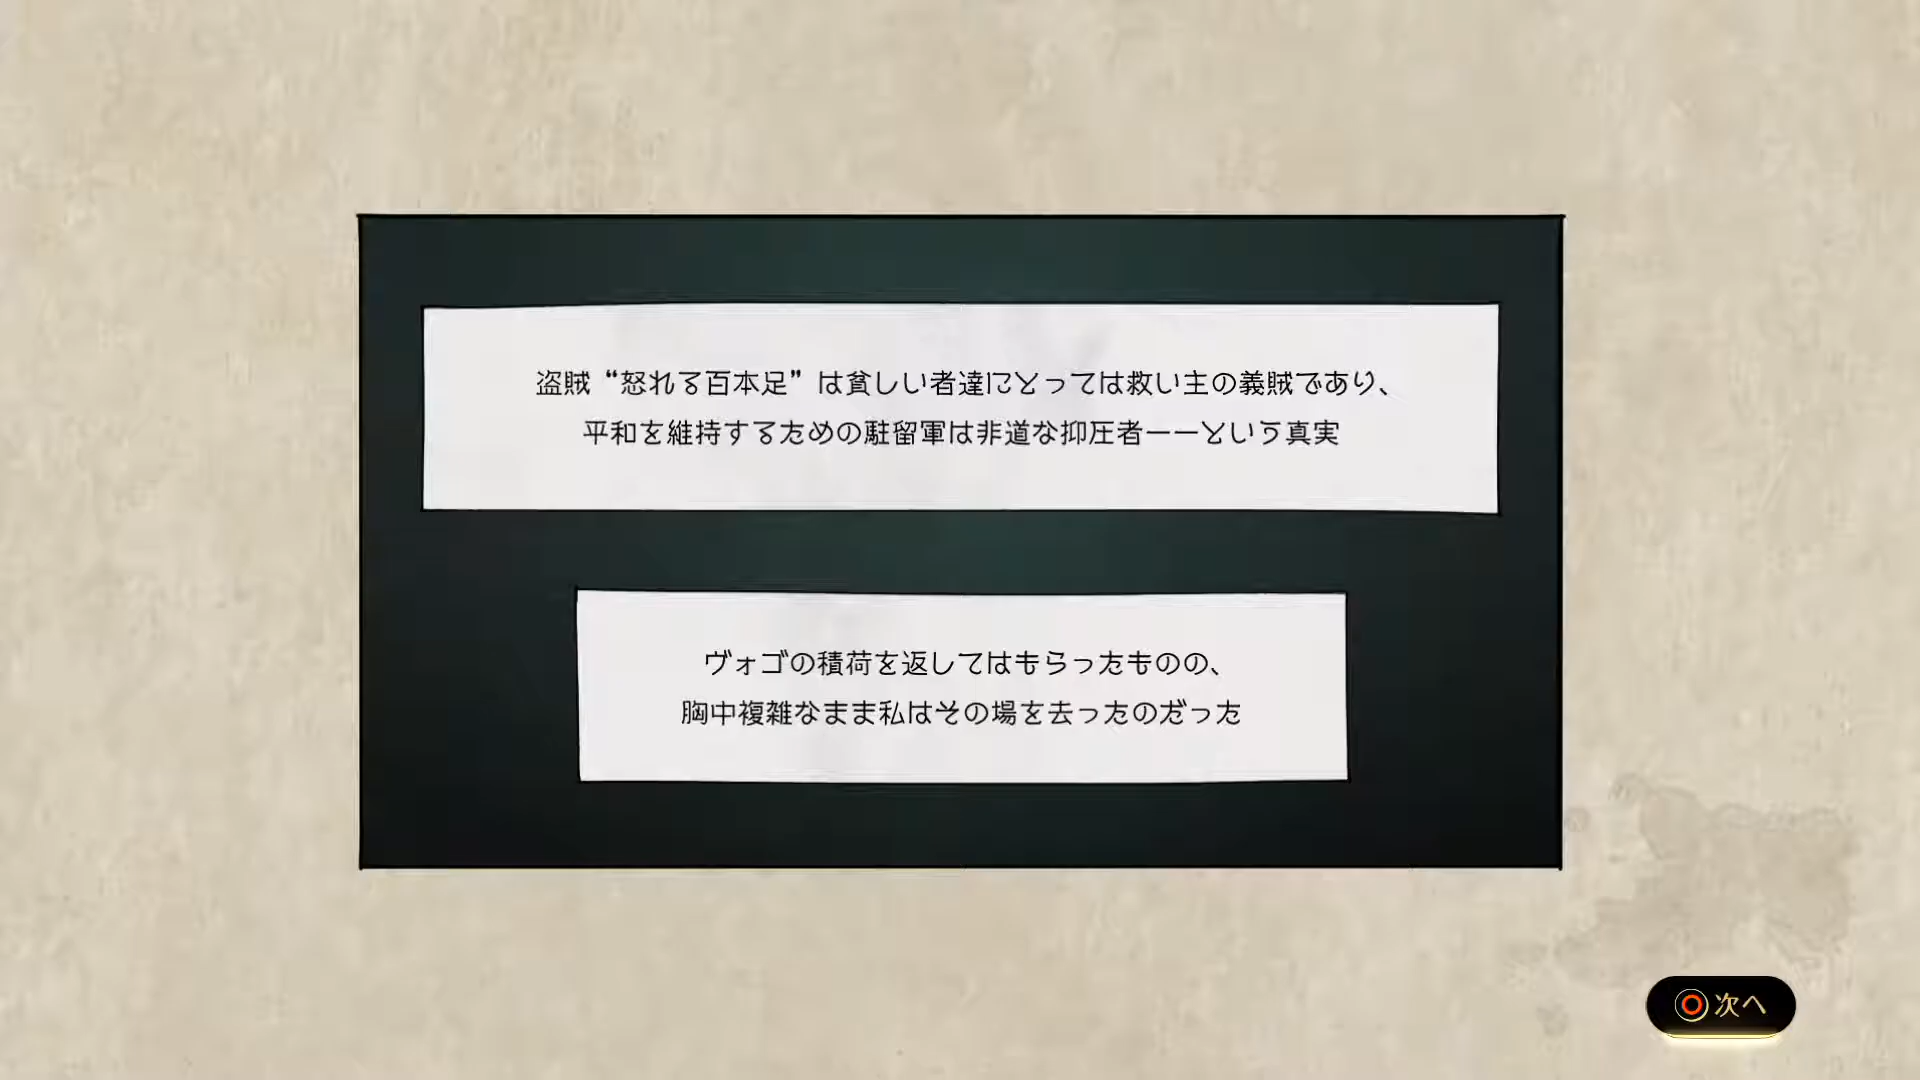 盗賊“怒れる百本足”は貧しい者達にとっては救い主の義賊であり、
平和を維持するための駐留軍は非道な抑圧者ーーという真実
ヴォゴの積荷を返してはもらったものの、
胸中複雑なまま私はその場を去ったのだった
次へ